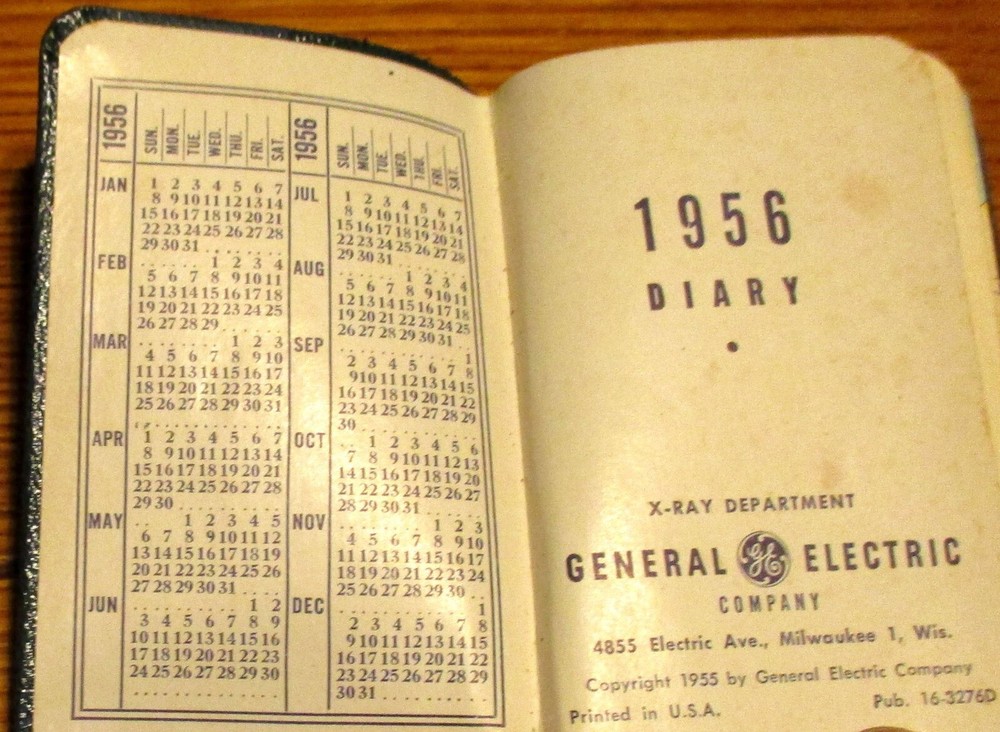 1956 SUN. MON. TUE. WED. THU. FRI. SAT.
JAN 1 2 3 4 5 6 7
8 9 10 11 12 13 14
15 16 17 18 19 20 21
22 23 24 25 26 27 28
29 30 31 . . . . . . . .
FEB . . . . . . 1 2 3 4
5 6 7 8 9 10 11
12 13 14 15 16 17 18
19 20 21 22 23 24 25
26 27 28 29 . . . . . .
MAR . . . . . . . . 1 2 3
4 5 6 7 8 9 10
11 12 13 14 15 16 17
18 19 20 21 22 23 24
25 26 27 28 29 30 31
. . . . . . . . . . . . . .
APR 1 2 3 4 5 6 7
8 9 10 11 12 13 14
15 16 17 18 19 20 21
22 23 24 25 26 27 28
29 30 . . . . . . . . . .
MAY . . 1 2 3 4 5
6 7 8 9 10 11 12
13 14 15 16 17 18 19
20 21 22 23 24 25 26
27 28 29 30 31 . . . .
JUN . . . . . . . . . . 1 2
3 4 5 6 7 8 9
10 11 12 13 14 15 16
17 18 19 20 21 22 23
24 25 26 27 28 29 30
. . . . . . . . . . . . . .
1956 SUN. MON. TUE. WED. THU. FRI. SAT.
JUL 1 2 3 4 5 6 7
8 9 10 11 12 13 14
15 16 17 18 19 20 21
22 23 24 25 26 27 28
29 30 31 . . . . . . . .
AUG . . . . . . 1 2 3 4
5 6 7 8 9 10 11
12 13 14 15 16 17 18
19 20 21 22 23 24 25
26 27 28 29 30 31 . .
SEP . . . . . . . . . . . . 1
2 3 4 5 6 7 8
9 10 11 12 13 14 15
16 17 18 19 20 21 22
23 24 25 26 27 28 29
30 . . . . . . . . . . . .
OCT . . 1 2 3 4 5 6
7 8 9 10 11 12 13
14 15 16 17 18 19 20
21 22 23 24 25 26 27
28 29 30 31 . . . . . .
NOV . . . . . . . . 1 2 3
4 5 6 7 8 9 10
11 12 13 14 15 16 17
18 19 20 21 22 23 24
25 26 27 28 29 30 . .
DEC . . . . . . . . . . . . 1
2 3 4 5 6 7 8
9 10 11 12 13 14 15
16 17 18 19 20 21 22
23 24 25 26 27 28 29
30 31 . . . . . . . . . .
1956
DIARY
•
X-RAY DEPARTMENT
GENERAL GE ELECTRIC
COMPANY
4855 Electric Ave., Milwaukee 1, Wis.
Copyright 1955 by General Electric Company
Printed in U.S.A. Pub. 16-3276D